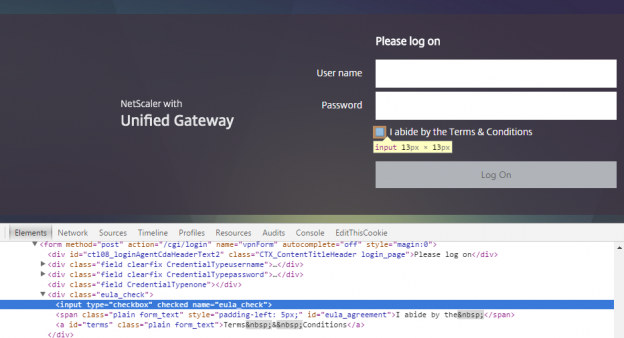 Please log on
User name
NetScaler with
Unified Gateway
Password
I abide by the Terms & Conditions
input 13px × 13px
Log On
Elements Network Sources Timeline Profiles Resources Audits Console EditThisCookie
▼<form method="post" action="/cgi/login" name="vpnForm" autocomplete="off" style="magin:0">
<div id="ctl08_loginAgentCdaHeaderText2" class="CTX_ContentTitleHeader login_page">Please log on</div>
▶<div class="field clearfix CredentialTypeusername">…</div>
▶<div class="field clearfix CredentialTypepassword">…</div>
<div class="field CredentialTypenone"></div>
▼<div class="eula_check">
<input type="checkbox" checked name="eula_check">
<span class="plain form_text" style="padding-left: 5px;" id="eula_agreement">I abide by the&nbsp;</span>
<a id="terms" class="plain form_text">Terms&nbsp;&&nbsp;Conditions</a>
</div>